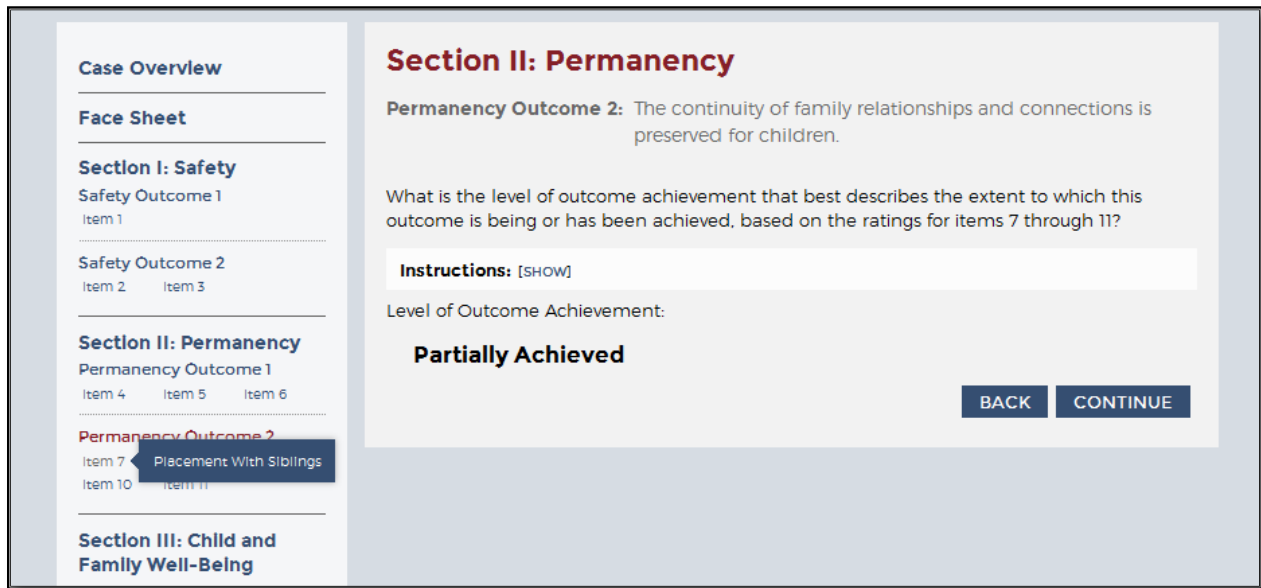 Case Overview
Face Sheet
Section I: Safety
Safety Outcome 1
Item 1
Safety Outcome 2
Item 2 Item 3
Section II: Permanency
Permanency Outcome 1
Item 4 Item 5 Item 6
Permanency Outcome 2
Item 7 Placement With Siblings
Item 10 Item 11
Section III: Child and
Family Well-Being
Section II: Permanency
Permanency Outcome 2: The continuity of family relationships and connections is
preserved for children.
What is the level of outcome achievement that best describes the extent to which this
outcome is being or has been achieved, based on the ratings for items 7 through 11?
Instructions: [SHOW]
Level of Outcome Achievement:
Partially Achieved
BACK CONTINUE